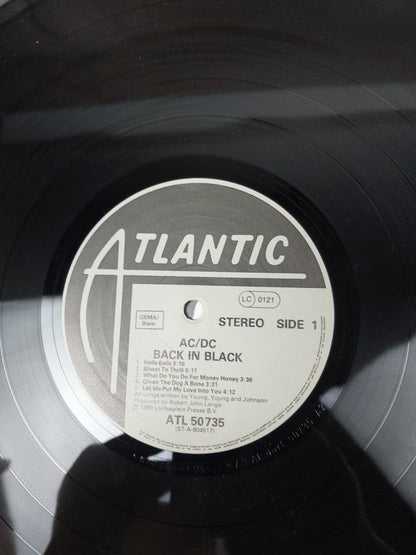 ATLANTIC
LC 0121
GEMA/
Biem
STEREO SIDE 1
AC/DC
BACK IN BLACK
1. Hells Bells 5:10
2. Shoot To Thrill 5:17
3. What Do You Do For Money Honey 3:36
4. Given The Dog A Bone 3:31
5. Let Me Put My Love Into You 4:12
All songs written by Young, Young and Johnson
Produced by Robert John Lange.
℗ 1980 Leidseplein Presse B.V.
ATL 50735
(ST-A-804517)